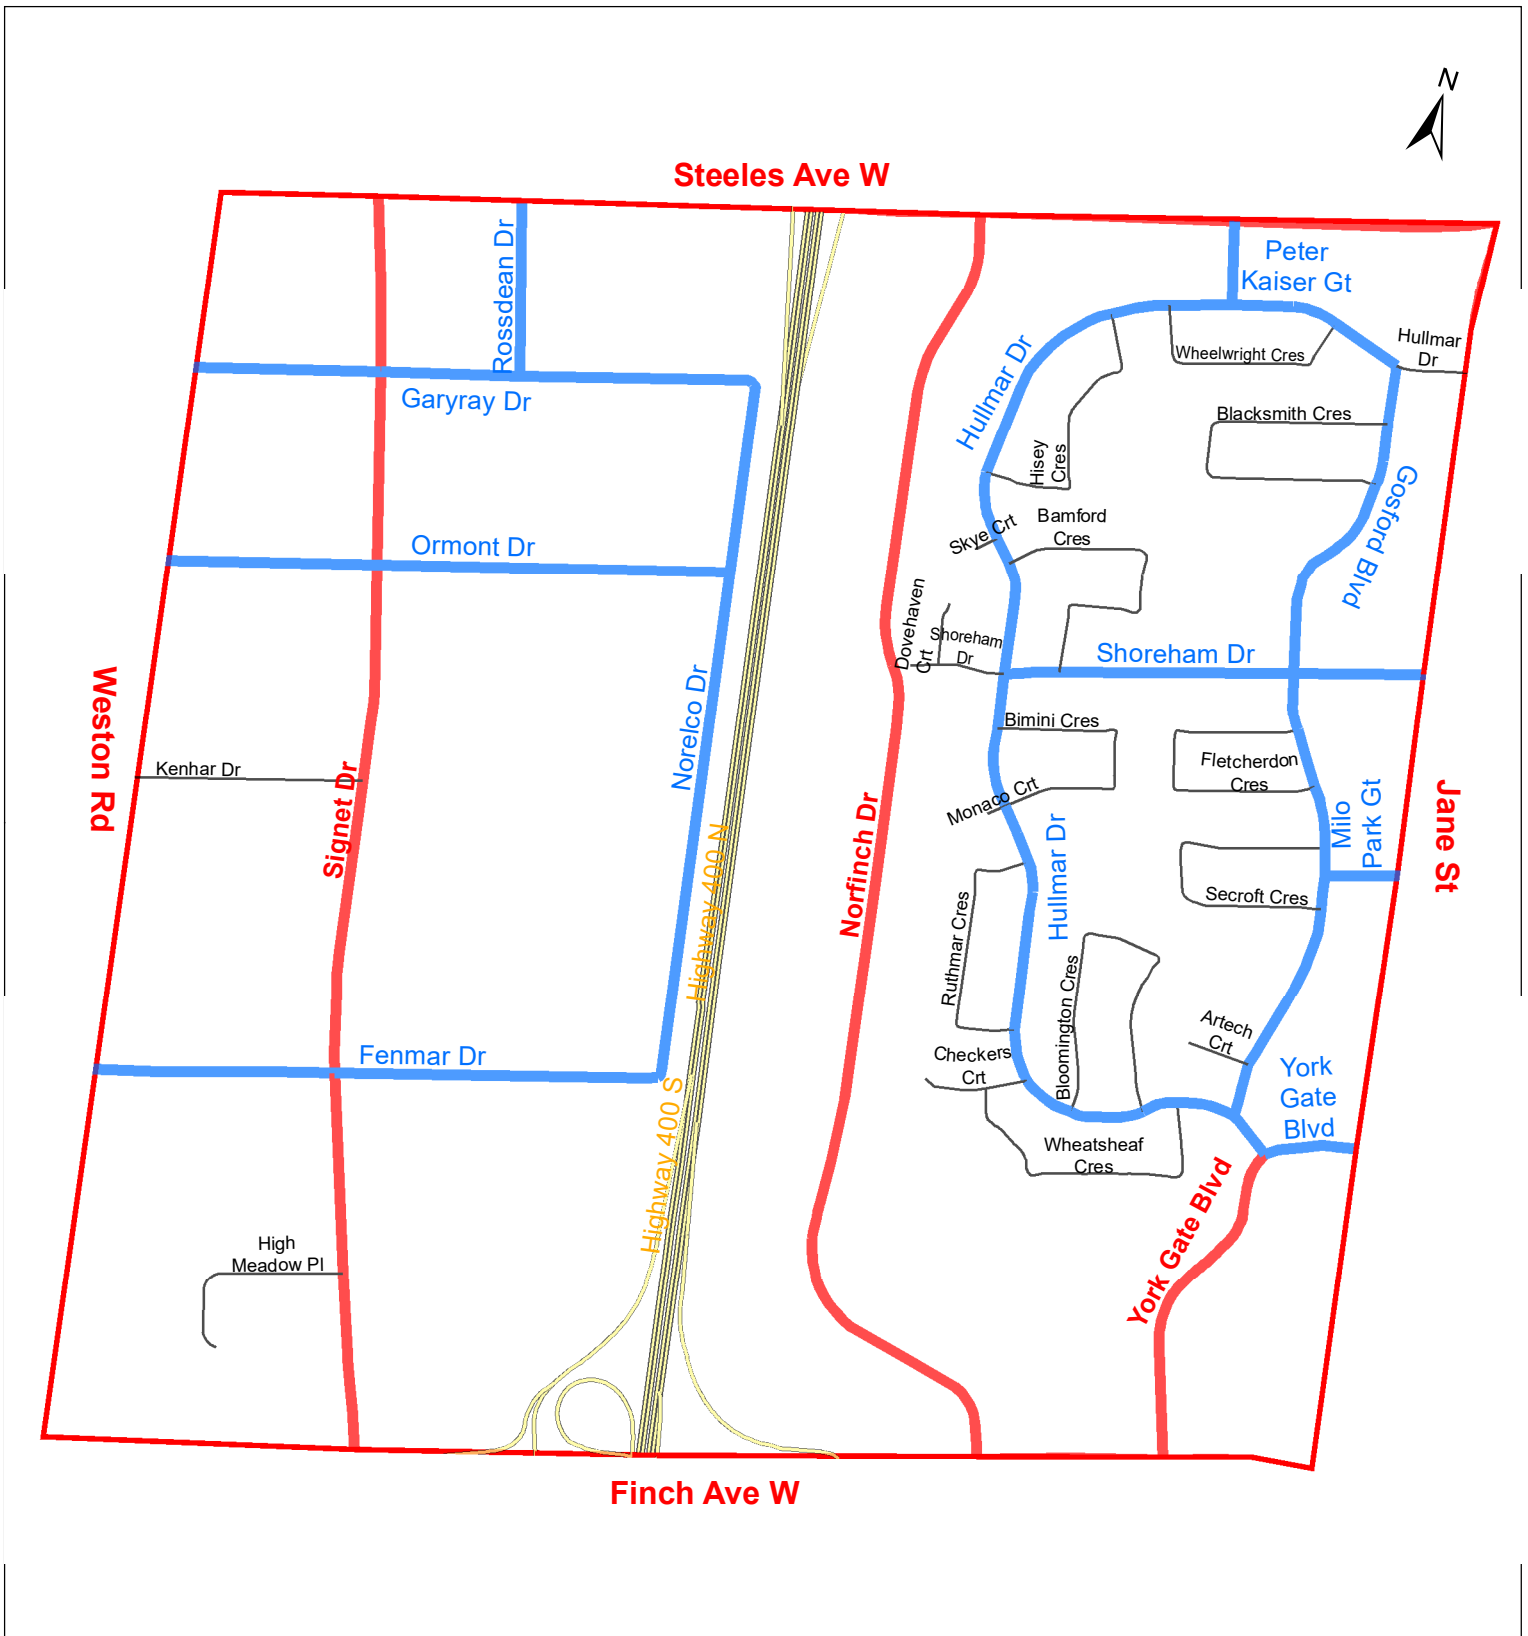 N
Steeles Ave W
Rossdean Dr
Peter
Kaiser Gt
Hullmar
Dr
Hullmar Dr
Wheelwright Cres
Garyray Dr
Blacksmith Cres
Hisey
Cres
Gosford Blvd
Skye Crt
Bamford
Cres
Ormont Dr
Dovehaven
Crt
Shoreham
Dr
Shoreham Dr
Weston Rd
Norelco Dr
Bimini Cres
Fletcherdon
Cres
Kenhar Dr
Signet Dr
Monaco Crt
Milo
Park Gt
Jane St
Norfinch Dr
Highway 400 N
Hullmar Dr
Secroft Cres
Ruthmar Cres
Bloomington Cres
Artech
Crt
Fenmar Dr
Checkers
Crt
York
Gate
Blvd
Highway 400 S
Wheatsheaf
Cres
York Gate Blvd
High
Meadow Pl
Finch Ave W